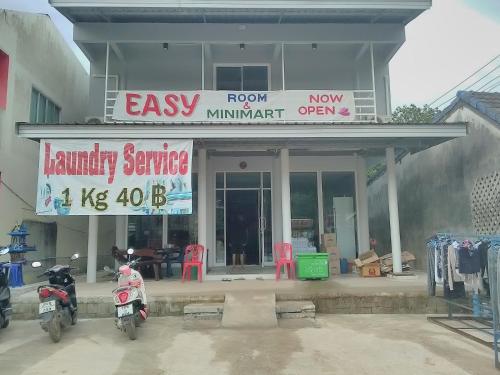 EASY
ROOM
&
MINIMART
NOW
OPEN
Laundry Service
1 Kg 40 ฿